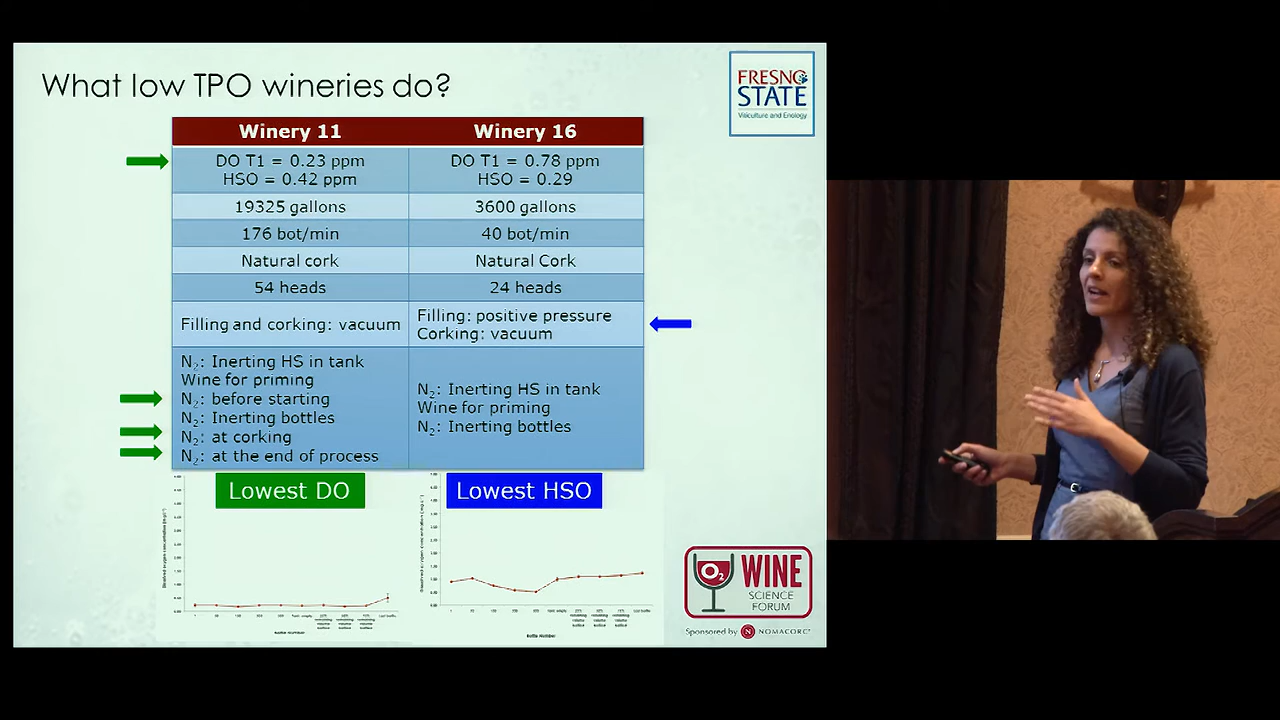 What low TPO wineries do?
FRESNO
STATE
Viticulture and Enology
Winery 11
Winery 16
DO T1 = 0.23 ppm
HSO = 0.42 ppm
DO T1 = 0.78 ppm
HSO = 0.29
19325 gallons
3600 gallons
176 bot/min
40 bot/min
Natural cork
Natural Cork
54 heads
24 heads
Filling and corking: vacuum
Filling: positive pressure
Corking: vacuum
N₂: Inerting HS in tank
Wine for priming
N₂: before starting
N₂: Inerting bottles
N₂: at corking
N₂: at the end of process
N₂: Inerting HS in tank
Wine for priming
N₂: Inerting bottles
Lowest DO
Lowest HSO
O₂ WINE
SCIENCE
FORUM
Sponsored by N NOMACORC